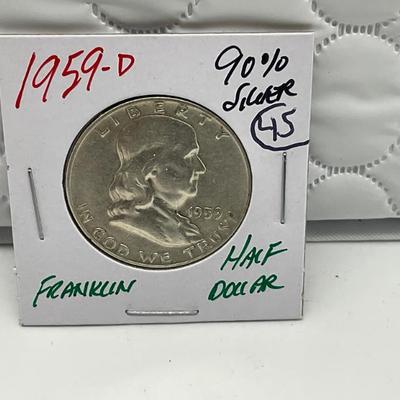 1959-D
90%
SILVER
45
LIBERTY
1959
IN GOD WE TRUST
FRANKLIN
HALF
DOLLAR